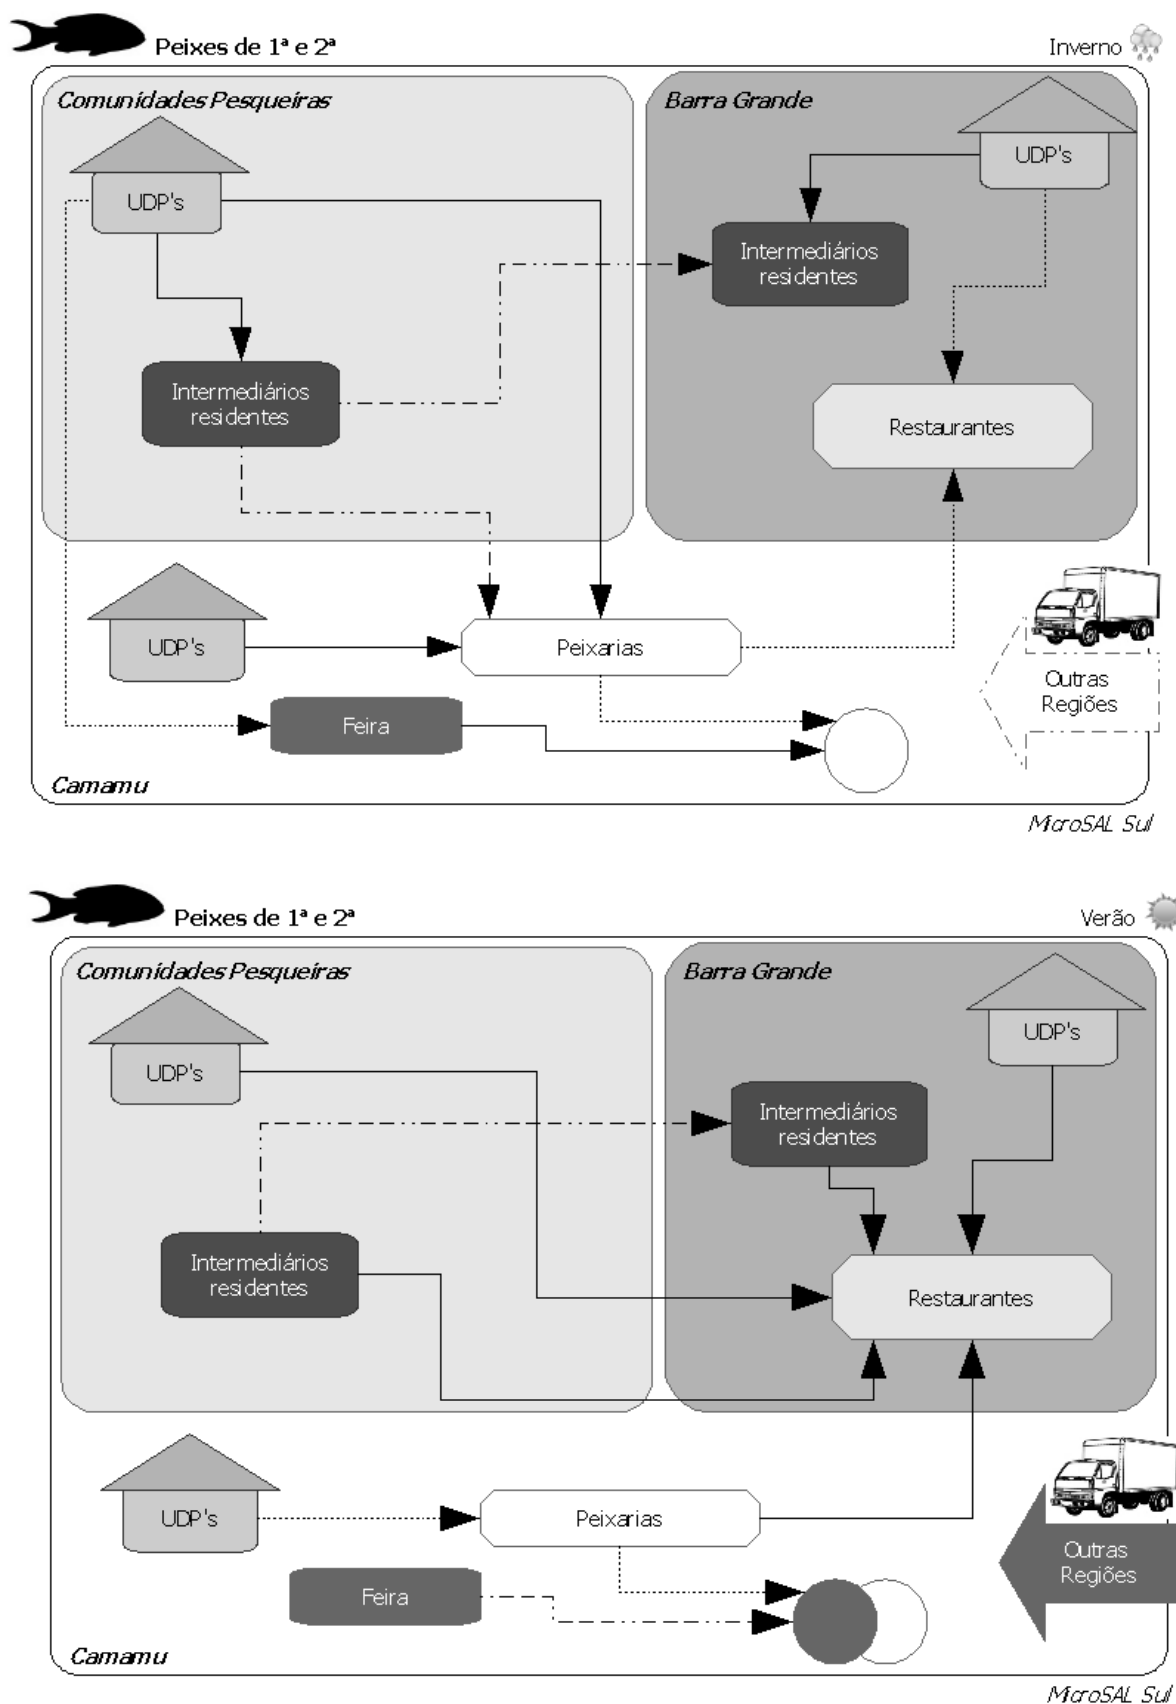 Peixes de 1ª e 2ª
Inverno
Comunidades Pesqueiras
Barra Grande
UDP's
UDP's
Intermediários
residentes
Intermediários
residentes
Restaurantes
UDP's
Peixarias
Outras
Regiões
Feira
Camamu
MicroSAL Sul
Peixes de 1ª e 2ª
Verão
Comunidades Pesqueiras
Barra Grande
UDP's
UDP's
Intermediários
residentes
Intermediários
residentes
Restaurantes
UDP's
Peixarias
Outras
Regiões
Feira
Camamu
MicroSAL Sul